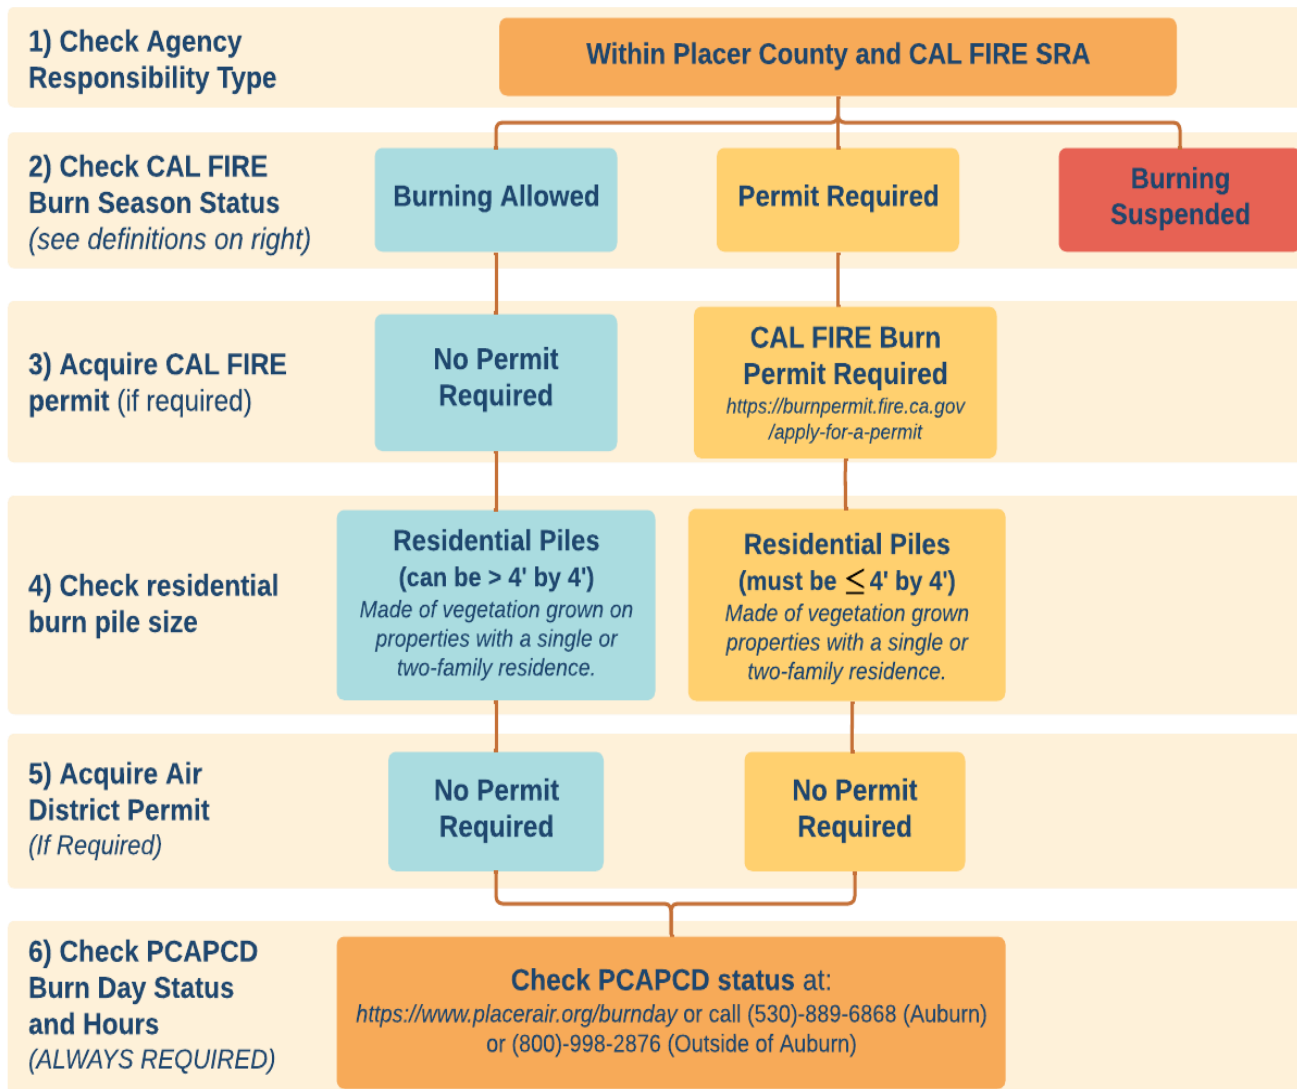 1) Check Agency
Responsibility Type
Within Placer County and CAL FIRE SRA
2) Check CAL FIRE
Burn Season Status
(see definitions on right)
Burning Allowed
Permit Required
Burning
Suspended
3) Acquire CAL FIRE
permit (if required)
No Permit
Required
CAL FIRE Burn
Permit Required
https://burnpermit.fire.ca.gov
/apply-for-a-permit
4) Check residential
burn pile size
Residential Piles
(can be > 4' by 4')
Made of vegetation grown on
properties with a single or
two-family residence.
Residential Piles
(must be ≤ 4' by 4')
Made of vegetation grown
properties with a single or
two-family residence.
5) Acquire Air
District Permit
(If Required)
No Permit
Required
No Permit
Required
6) Check PCAPCD
Burn Day Status
and Hours
(ALWAYS REQUIRED)
Check PCAPCD status at:
https://www.placerair.org/burnday or call (530)-889-6868 (Auburn)
or (800)-998-2876 (Outside of Auburn)